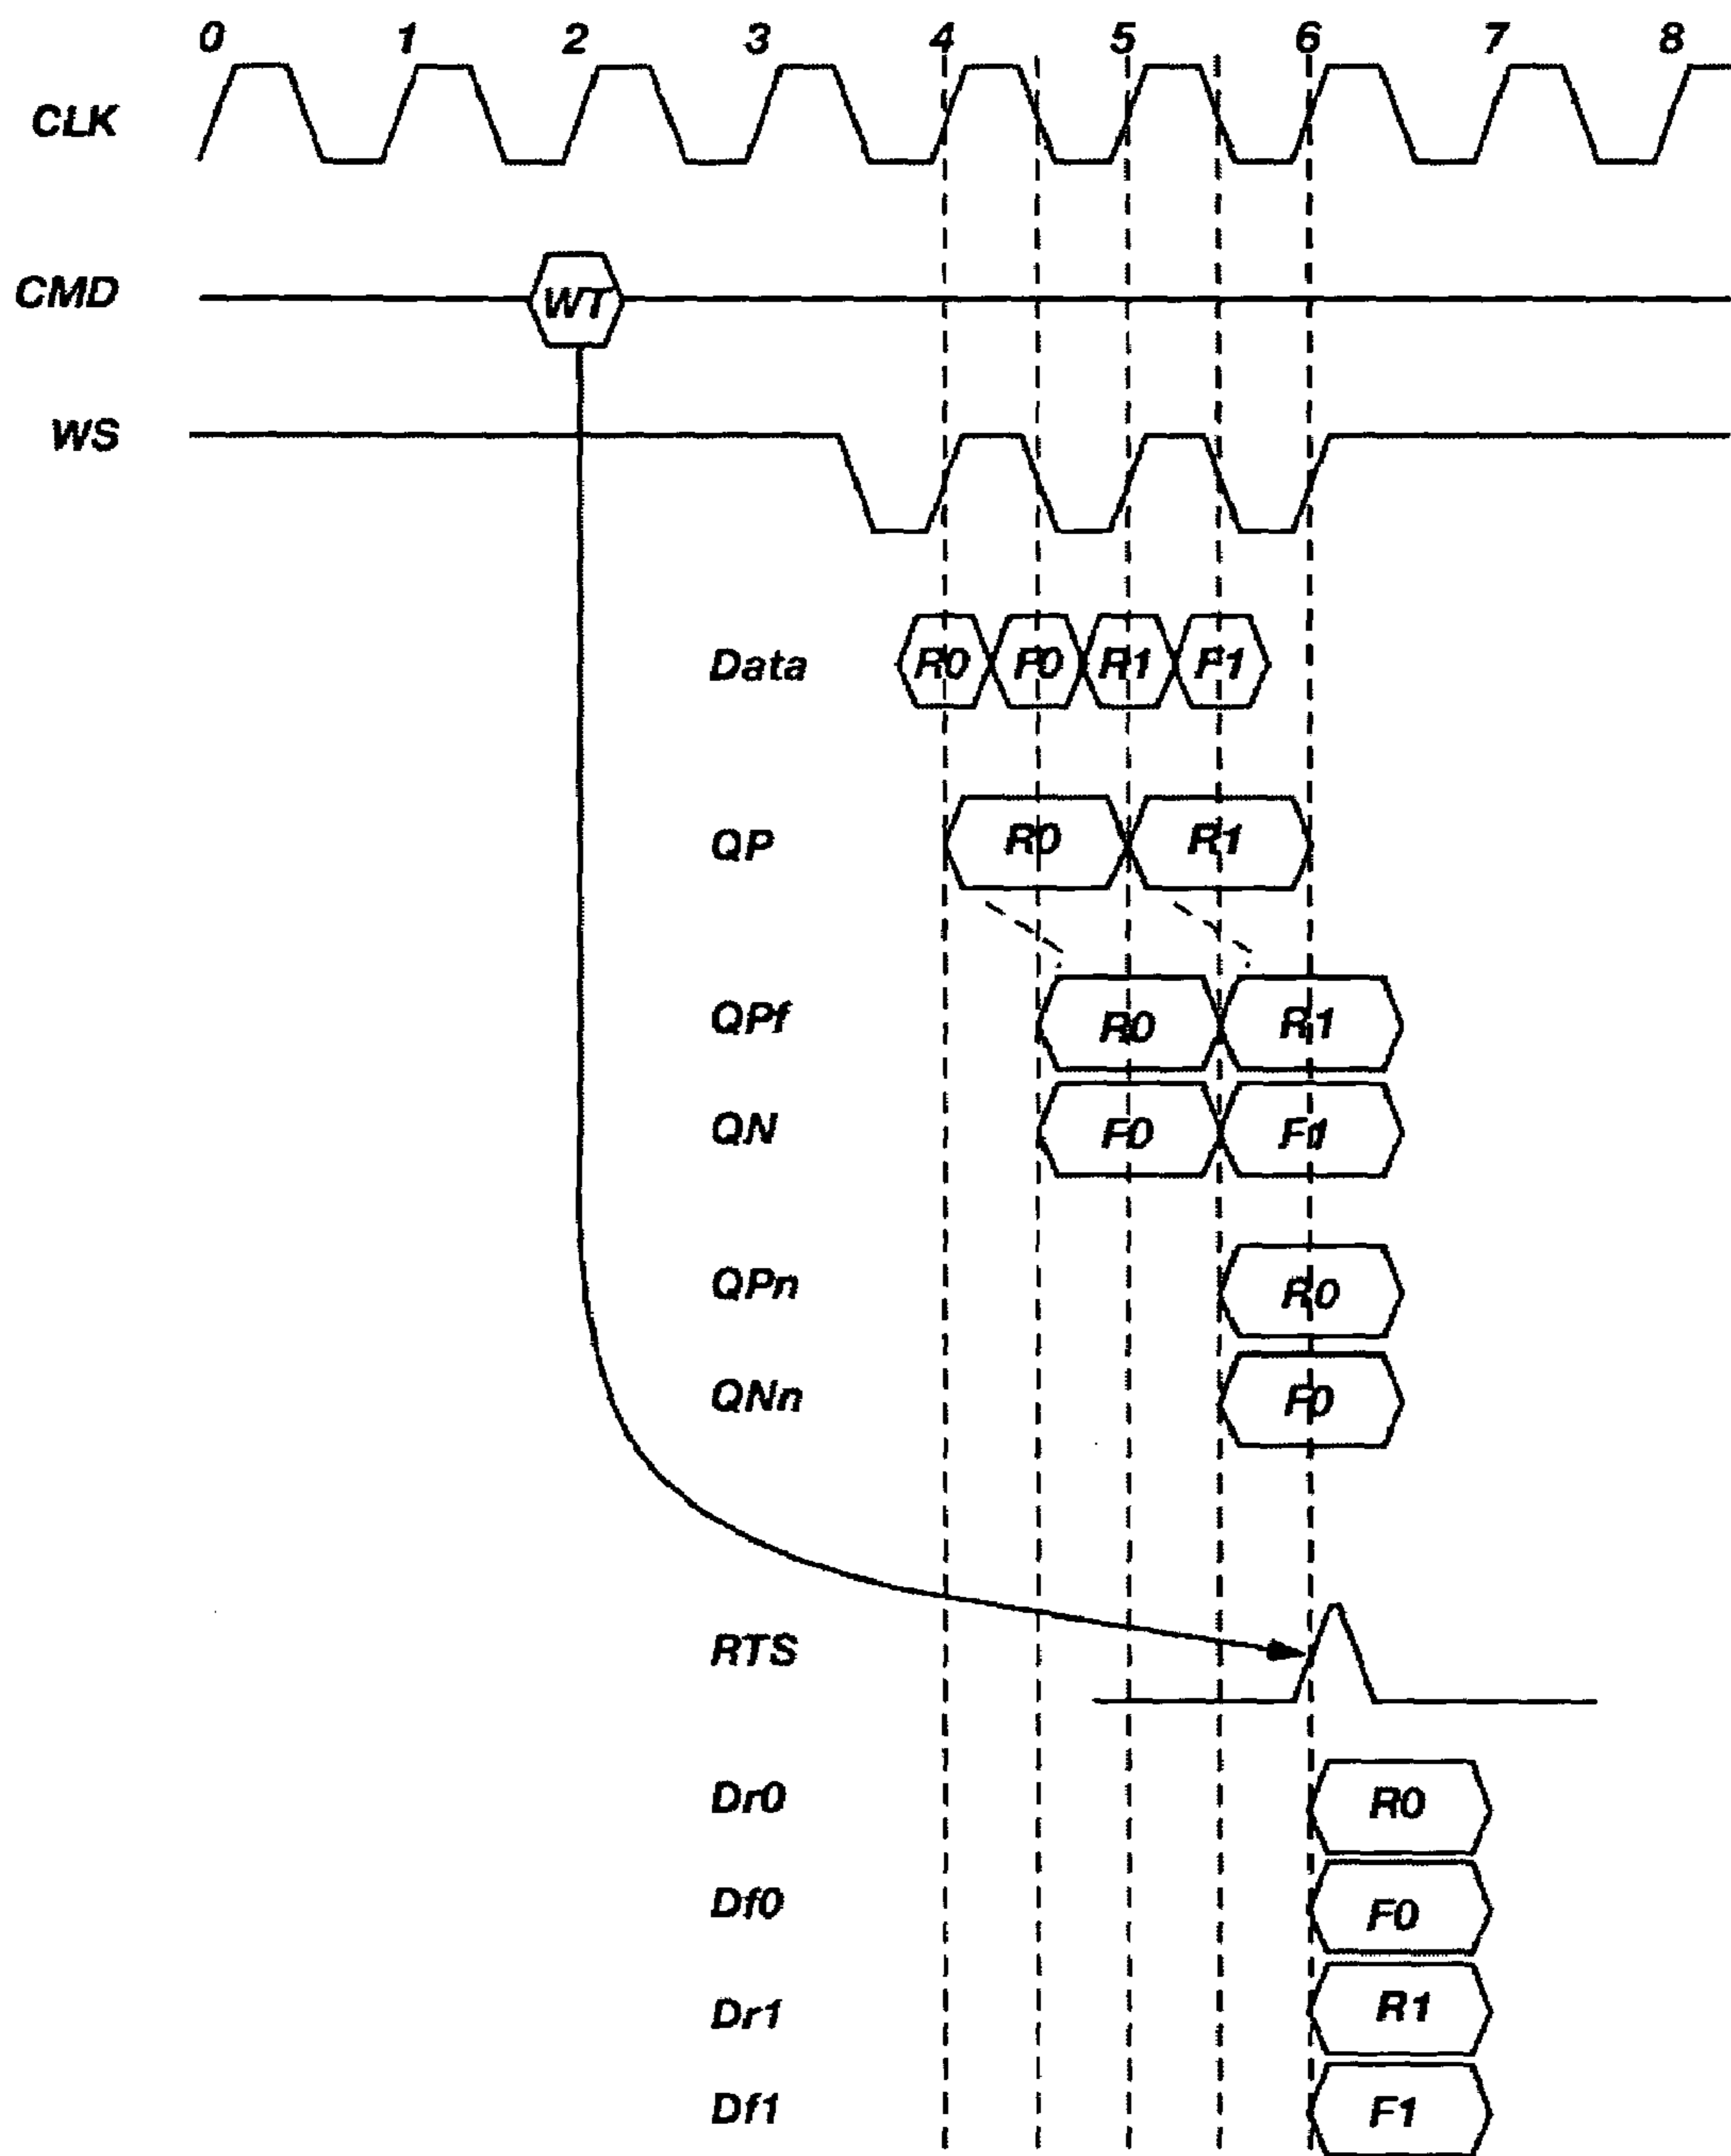 0 1 2 3 4 5 6 7 8
CLK
CMD WT
WS
Data R0 F0 R1 F1
QP R0 R1
QPf R0 R1
QN F0 F1
QPn R0
QNn F0
RTS
Dr0 R0
Df0 F0
Dr1 R1
Df1 F1